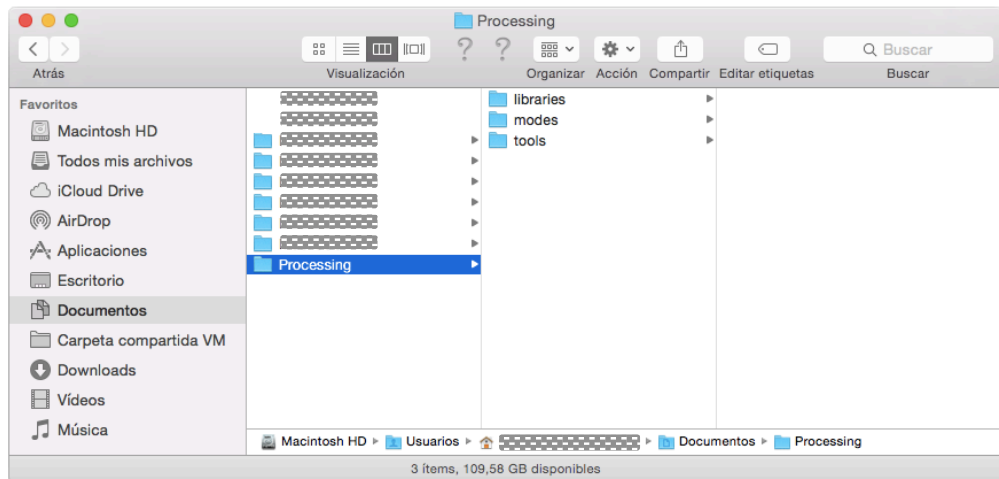 Processing
Buscar
Atrás Visualización Organizar Acción Compartir Editar etiquetas Buscar
Favoritos
Macintosh HD
Todos mis archivos
iCloud Drive
AirDrop
Aplicaciones
Escritorio
Documentos
Carpeta compartida VM
Downloads
Vídeos
Música
Processing
libraries
modes
tools
Macintosh HD Usuarios Documentos Processing
3 ítems, 109,58 GB disponibles